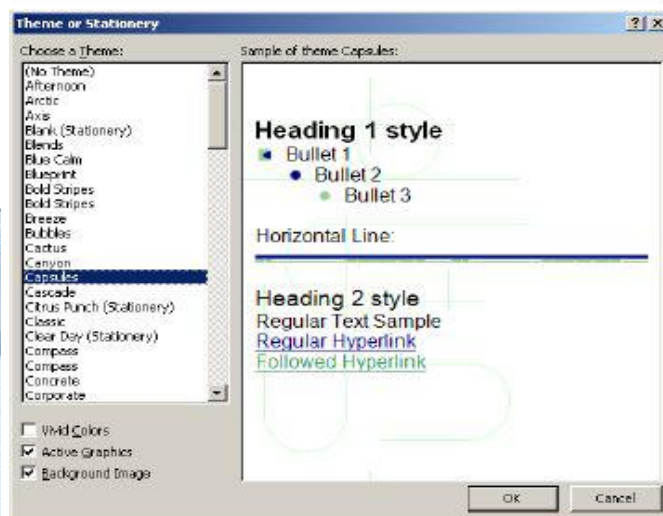 Theme or Stationery
Choose a Theme:
(No Theme)
Afternoon
Arctic
Axis
Blank (Stationery)
Blends
Blue Calm
Blueprint
Bold Stripes
Bold Stripes
Breeze
Bubbles
Cactus
Canyon
Capsules
Cascade
Citrus Punch (Stationery)
Classic
Clear Day (Stationery)
Compass
Compass
Concrete
Corporate
Vivid Colors
Active Graphics
Background Image
Sample of theme Capsules:
Heading 1 style
Bullet 1
Bullet 2
Bullet 3
Horizontal Line:
Heading 2 style
Regular Text Sample
Regular Hyperlink
Followed Hyperlink
OK
Cancel